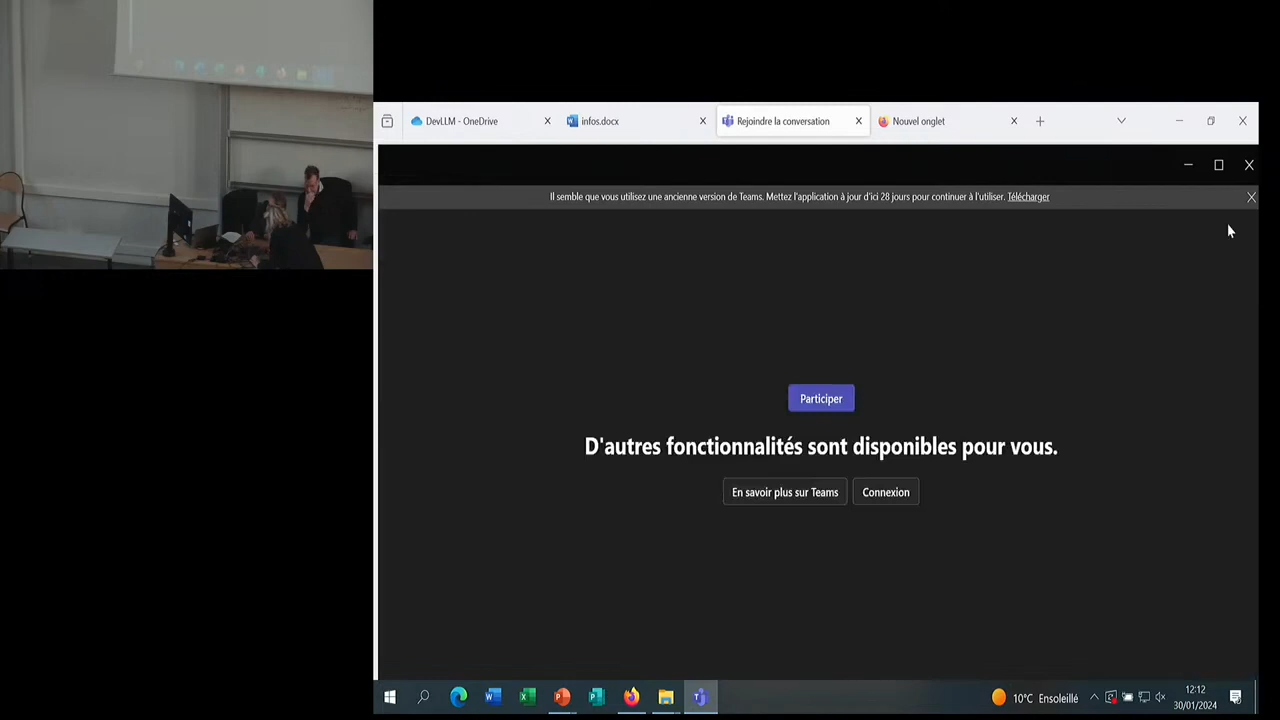 DevLLM - OneDrive
infos.docx
Rejoindre la conversation
Nouvel onglet
Il semble que vous utilisez une ancienne version de Teams. Mettez l'application à jour d'ici 28 jours pour continuer à l'utiliser. Télécharger
Participer
D'autres fonctionnalités sont disponibles pour vous.
En savoir plus sur Teams
Connexion
10°C Ensoleillé
12:12
30/01/2024